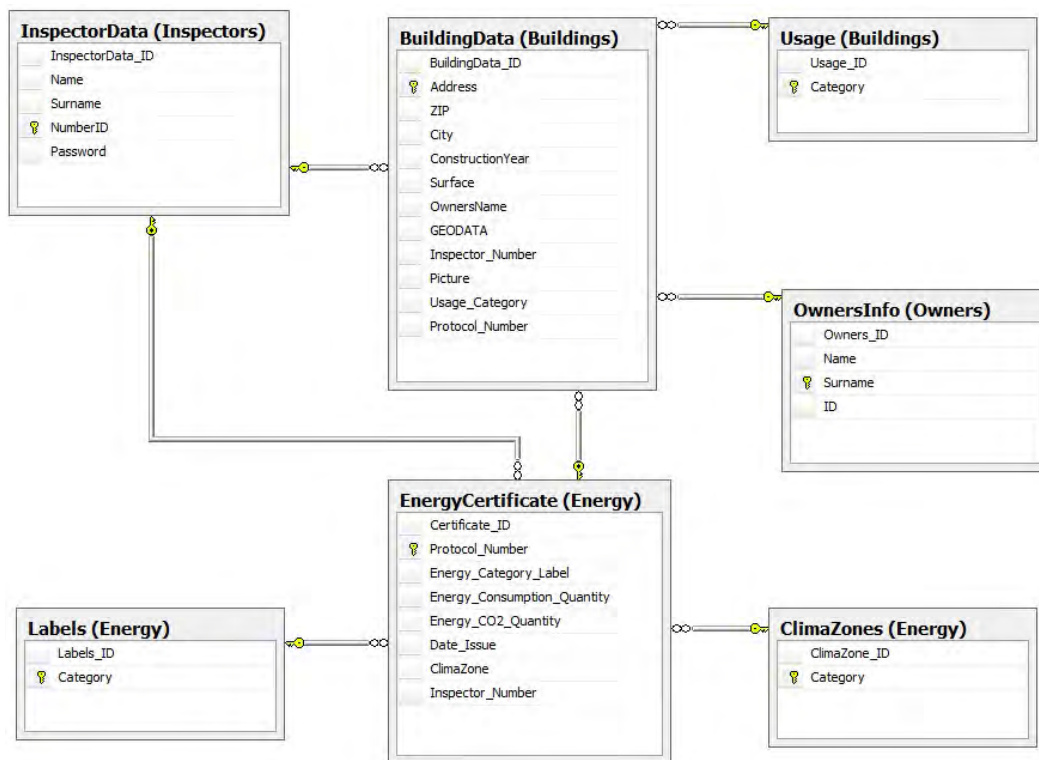 InspectorData (Inspectors)
InspectorData_ID
Name
Surname
NumberID
Password
BuildingData (Buildings)
BuildingData_ID
Address
ZIP
City
ConstructionYear
Surface
OwnersName
GEODATA
Inspector_Number
Picture
Usage_Category
Protocol_Number
Usage (Buildings)
Usage_ID
Category
OwnersInfo (Owners)
Owners_ID
Name
Surname
ID
EnergyCertificate (Energy)
Certificate_ID
Protocol_Number
Energy_Category_Label
Energy_Consumption_Quantity
Energy_CO2_Quantity
Date_Issue
ClimaZone
Inspector_Number
Labels (Energy)
Labels_ID
Category
ClimaZones (Energy)
ClimaZone_ID
Category